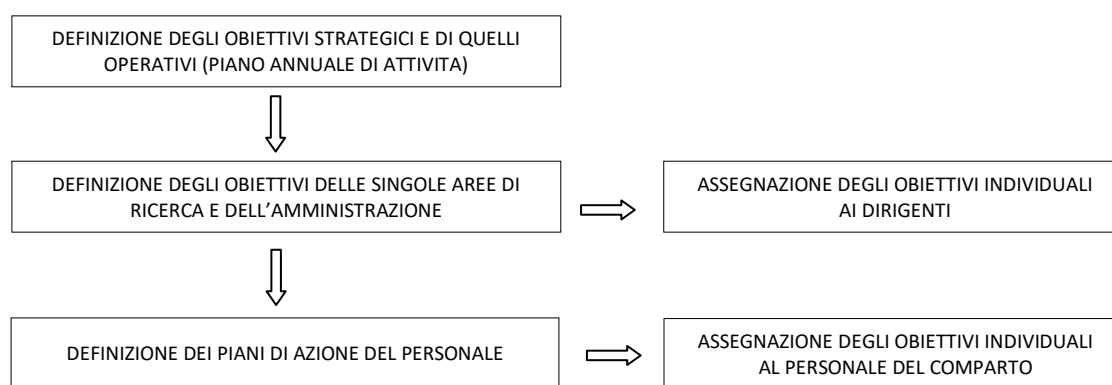 DEFINIZIONE DEGLI OBIETTIVI STRATEGICI E DI QUELLI
OPERATIVI (PIANO ANNUALE DI ATTIVITA)
DEFINIZIONE DEGLI OBIETTIVI DELLE SINGOLE AREE DI
RICERCA E DELL’AMMINISTRAZIONE
ASSEGNAZIONE DEGLI OBIETTIVI INDIVIDUALI
AI DIRIGENTI
DEFINIZIONE DEI PIANI DI AZIONE DEL PERSONALE
ASSEGNAZIONE DEGLI OBIETTIVI INDIVIDUALI
AL PERSONALE DEL COMPARTO